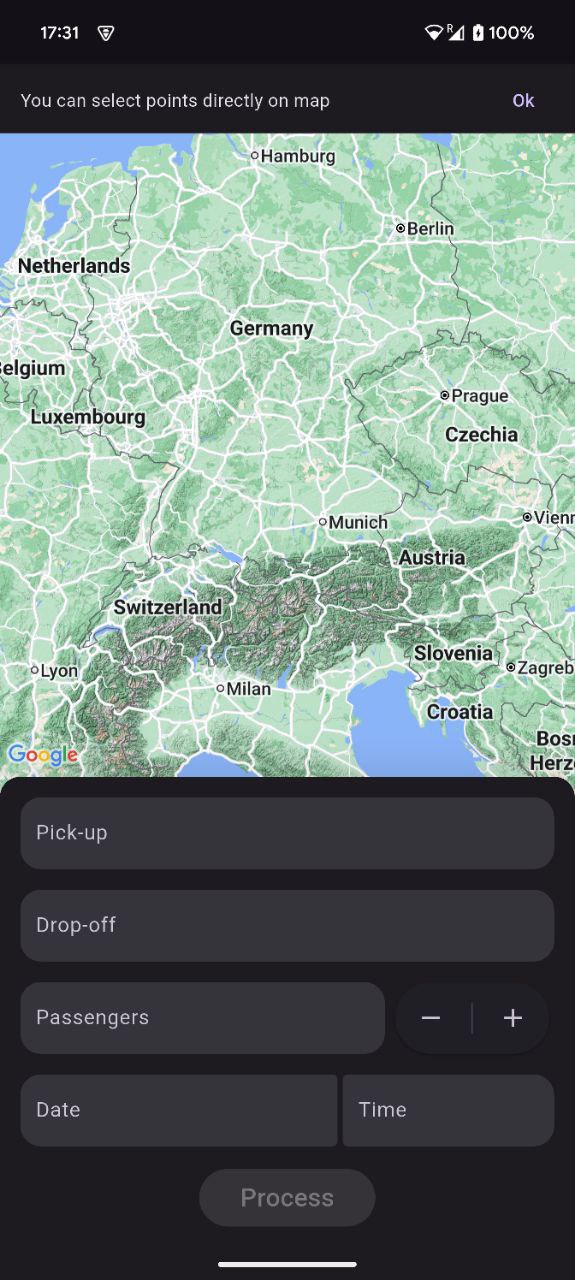 17:31
R
100%
You can select points directly on map
Ok
Hamburg
Berlin
Netherlands
Germany
Belgium
Prague
Luxembourg
Czechia
Munich
Vienn
Austria
Switzerland
Slovenia
Zagreb
Lyon
Milan
Croatia
Bosn
Herze
Google
Pick-up
Drop-off
Passengers
− +
Date
Time
Process